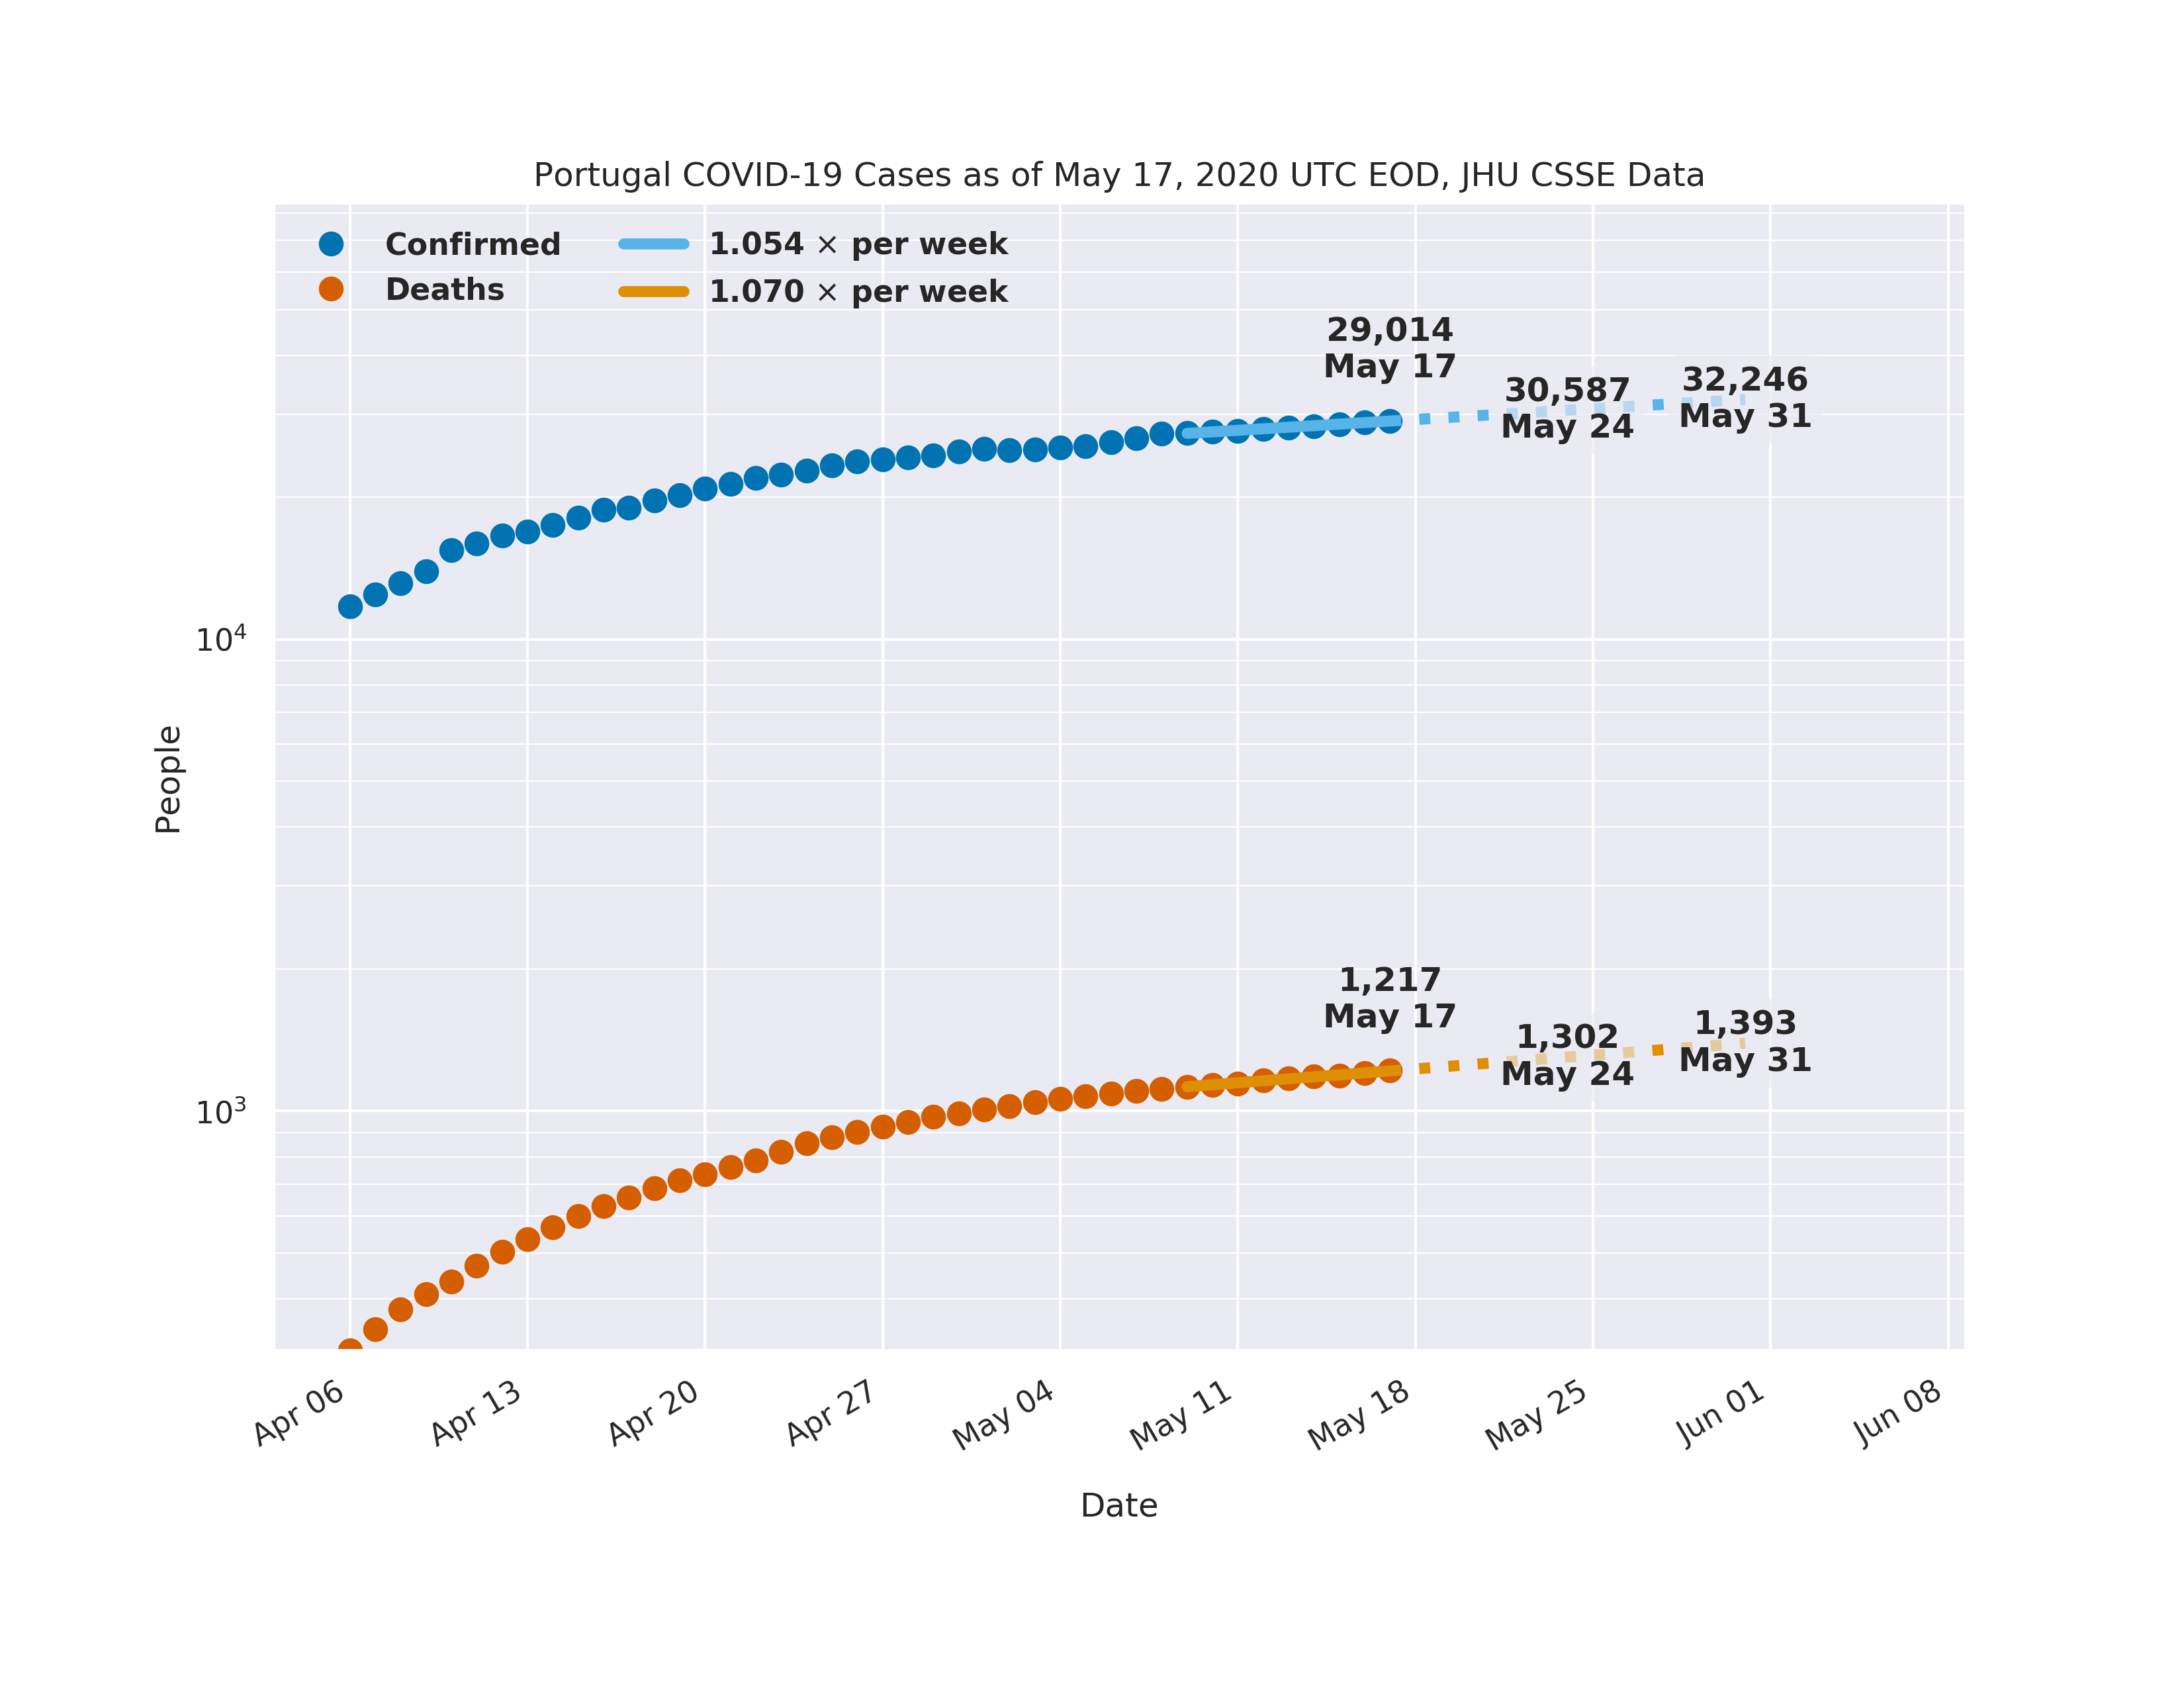 Portugal COVID-19 Cases as of May 17, 2020 UTC EOD, JHU CSSE Data
Confirmed
Deaths
1.054 × per week
1.070 × per week
29,014
May 17
30,587
May 24
32,246
May 31
10⁴
People
1,217
May 17
1,302
May 24
1,393
May 31
10³
Apr 06
Apr 13
Apr 20
Apr 27
May 04
May 11
May 18
May 25
Jun 01
Jun 08
Date